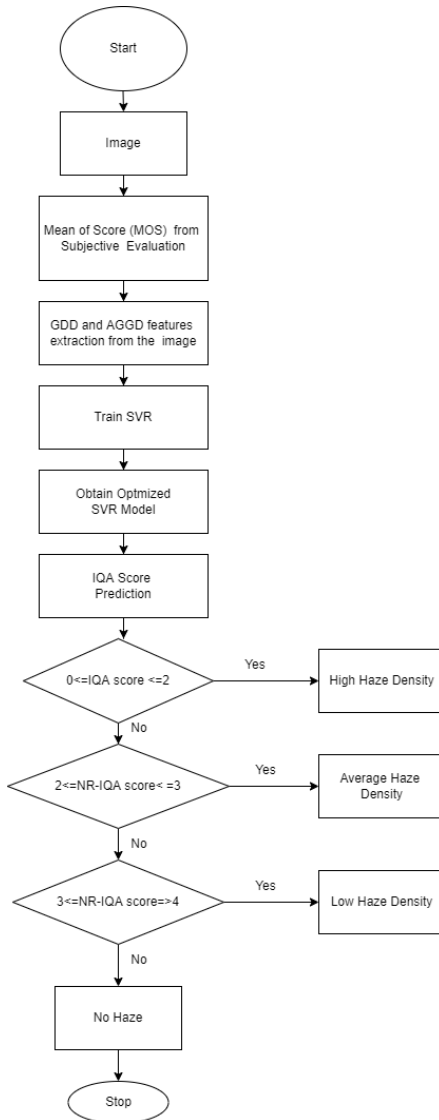 Start
Image
Mean of Score (MOS) from
Subjective Evaluation
GDD and AGGD features
extraction from the image
Train SVR
Obtain Optmized
SVR Model
IQA Score
Prediction
0<=IQA score <=2
Yes
High Haze Density
No
2<=NR-IQA score< =3
Yes
Average Haze
Density
No
3<=NR-IQA score=>4
Yes
Low Haze Density
No
No Haze
Stop